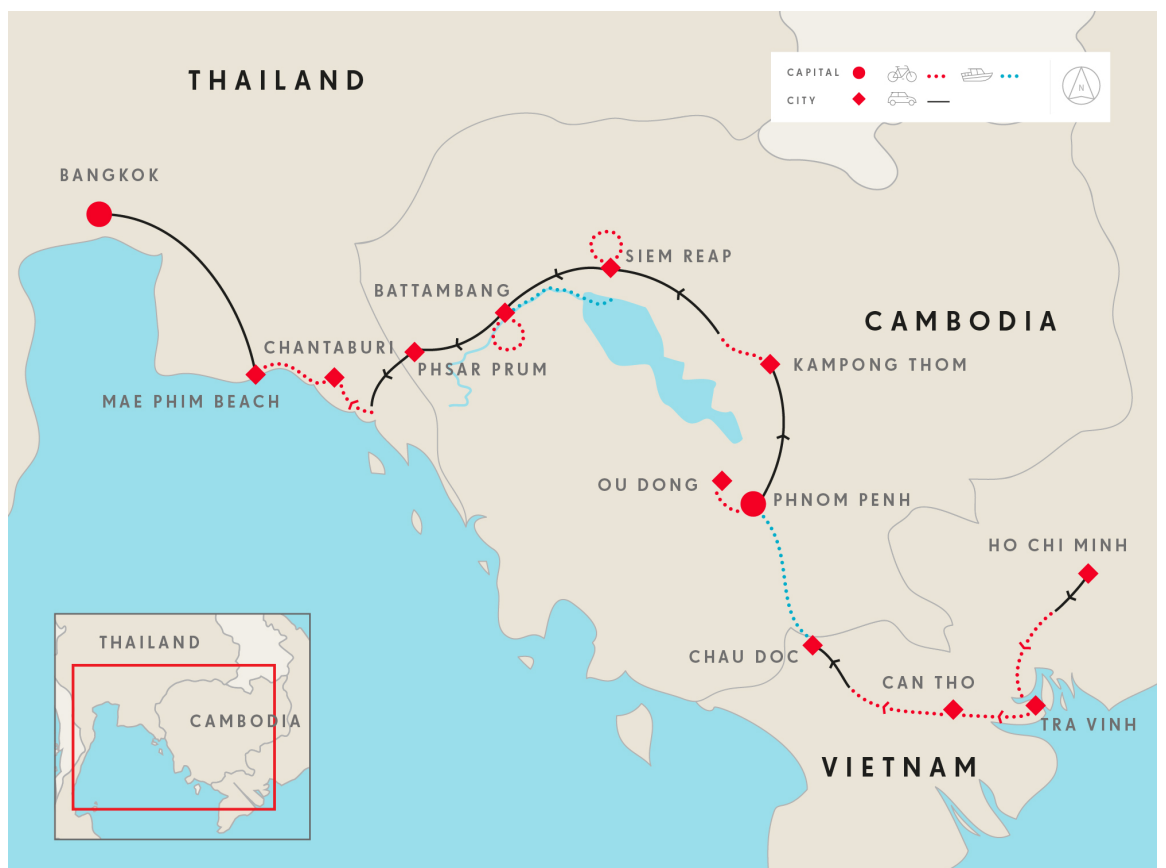 THAILAND
CAPITAL
CITY
N
BANGKOK
SIEM REAP
BATTAMBANG
CAMBODIA
CHANTABURI
PHSAR PRUM
KAMPONG THOM
MAE PHIM BEACH
OU DONG
PHNOM PENH
HO CHI MINH
CHAU DOC
CAN THO
TRA VINH
VIETNAM
THAILAND
CAMBODIA